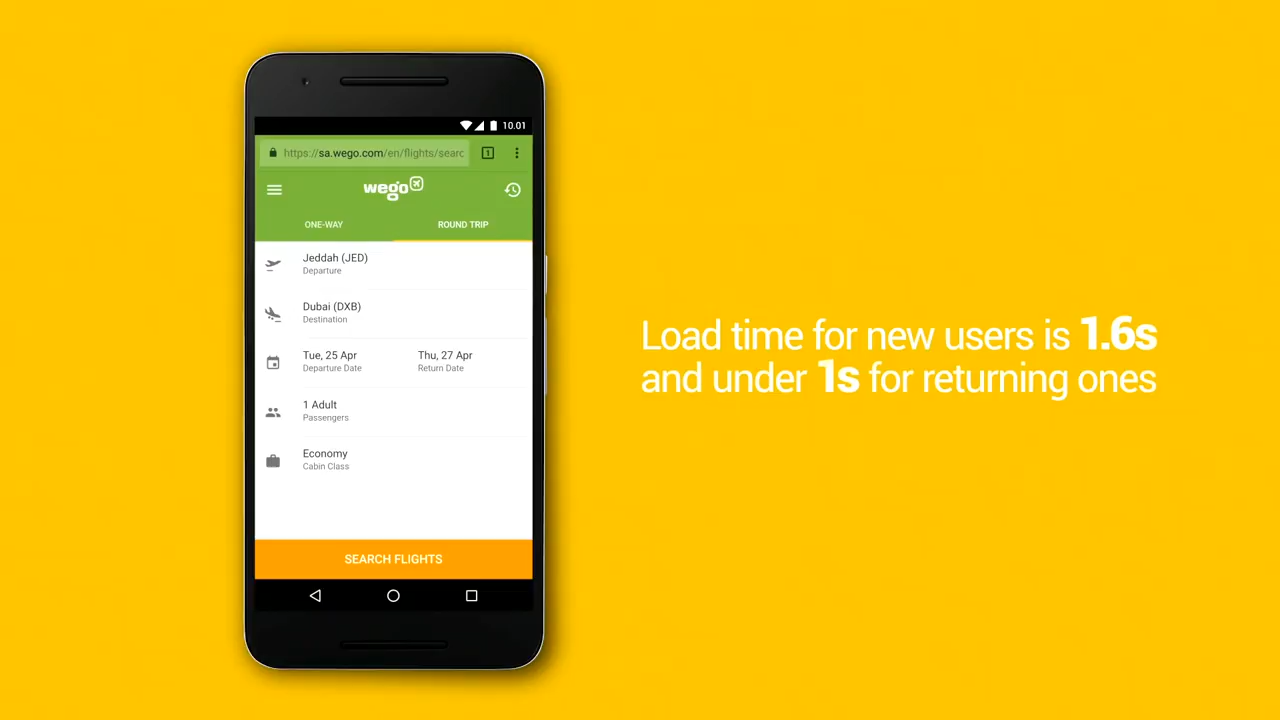 10.01
https://sa.wego.com/en/flights/searc
1
wego
ONE-WAY
ROUND TRIP
Jeddah (JED)
Departure
Dubai (DXB)
Destination
Tue, 25 Apr
Departure Date
Thu, 27 Apr
Return Date
1 Adult
Passengers
Economy
Cabin Class
SEARCH FLIGHTS
Load time for new users is 1.6s
and under 1s for returning ones